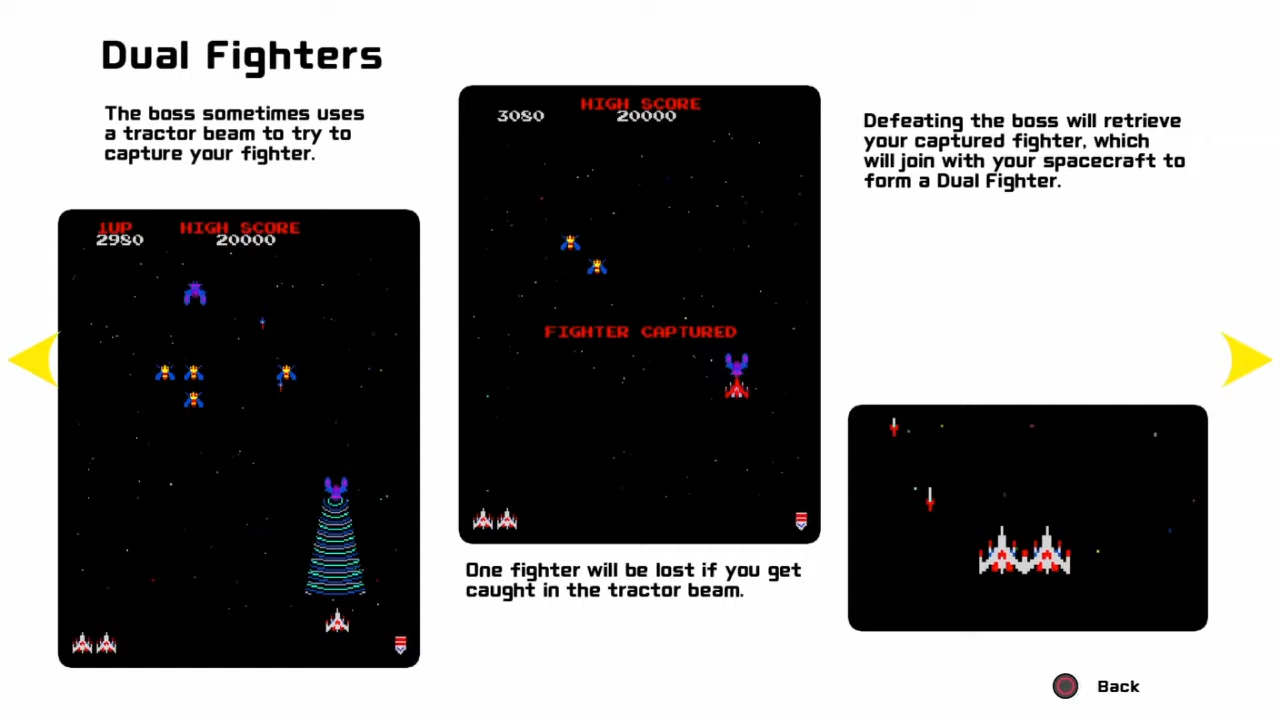 Dual Fighters
The boss sometimes uses
a tractor beam to try to
capture your fighter.
1UP HIGH SCORE
2980 20000
HIGH SCORE
3080 20000
FIGHTER CAPTURED
One fighter will be lost if you get
caught in the tractor beam.
Defeating the boss will retrieve
your captured fighter, which
will join with your spacecraft to
form a Dual Fighter.
Back